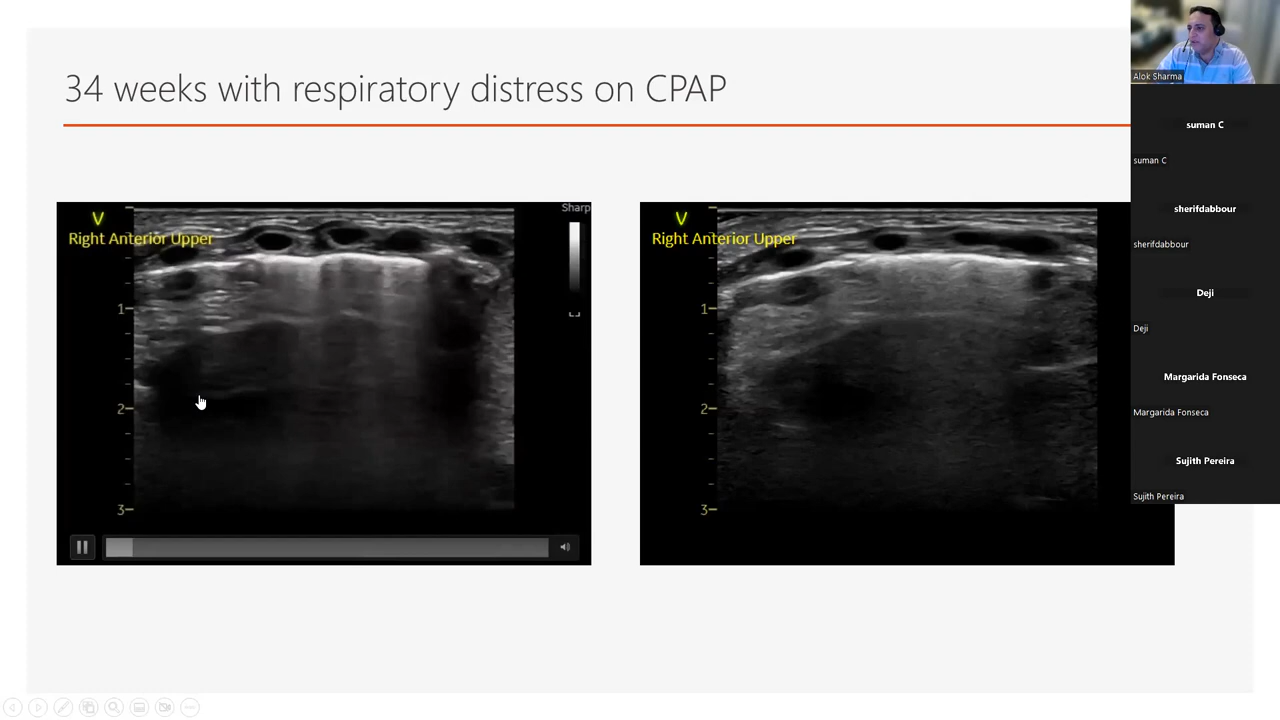 34 weeks with respiratory distress on CPAP
V
Right Anterior Upper
Sharp
1
2
3
V
Right Anterior Upper
1
2
3
Alok Sharma
suman C
suman C
sherifdabbour
sherifdabbour
Deji
Deji
Margarida Fonseca
Margarida Fonseca
Sujith Pereira
Sujith Pereira